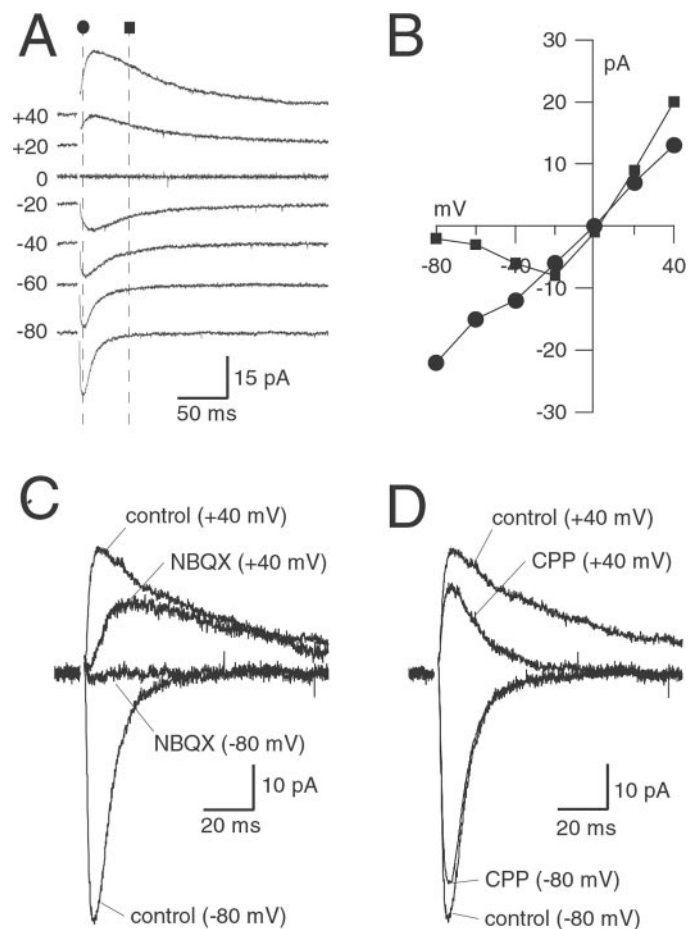 A
+40
+20
0
-20
-40
-60
-80
15 pA
50 ms
B
30
pA
20
10
mV
-80
-40
40
-10
-20
-30
C
control (+40 mV)
NBQX (+40 mV)
NBQX (-80 mV)
10 pA
20 ms
control (-80 mV)
D
control (+40 mV)
CPP (+40 mV)
10 pA
20 ms
CPP (-80 mV)
control (-80 mV)